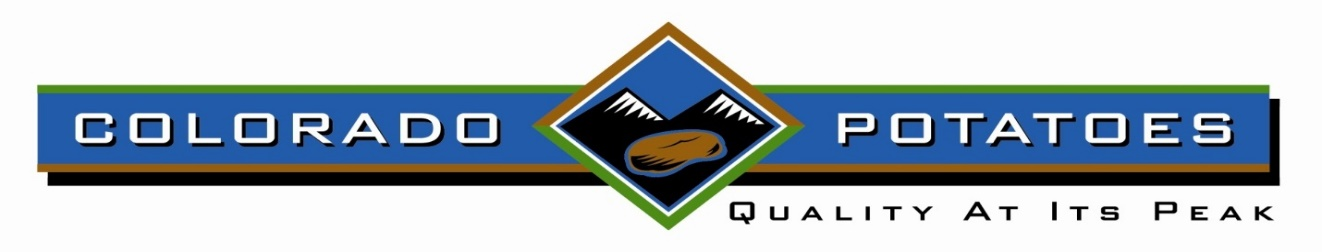 COLORADO POTATOES
QUALITY AT ITS PEAK